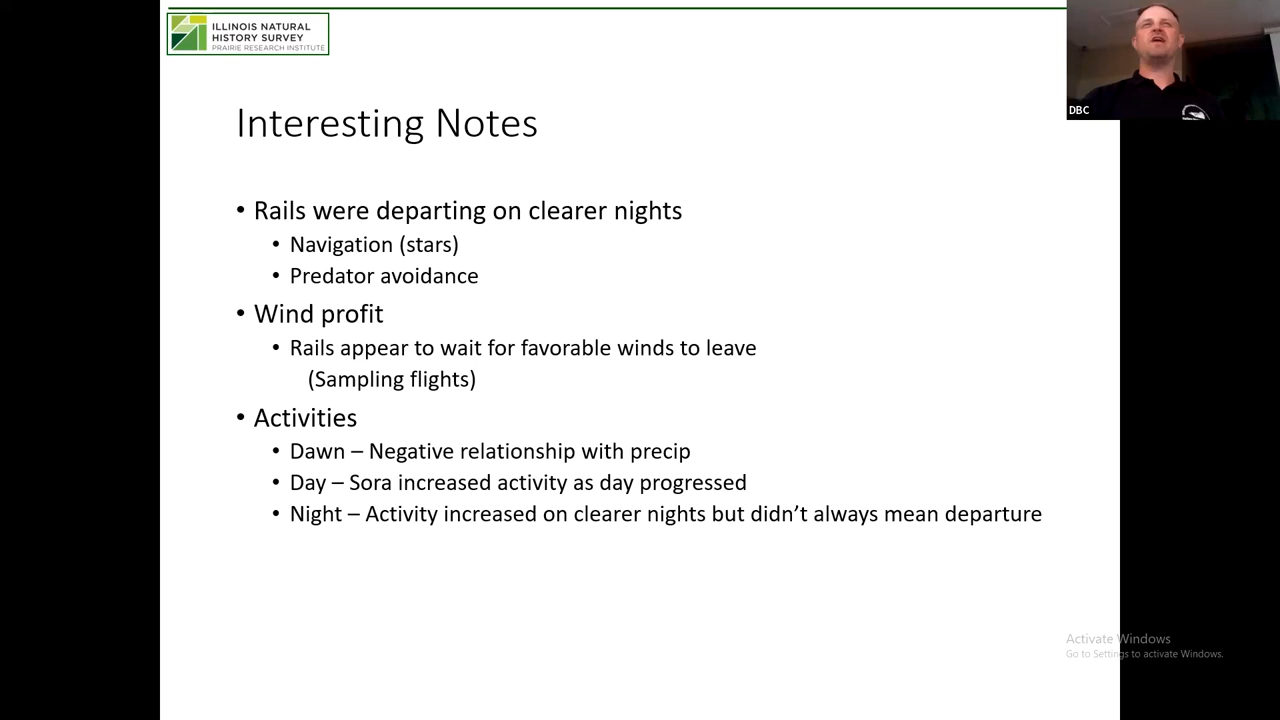 ILLINOIS NATURAL
HISTORY SURVEY
PRAIRIE RESEARCH INSTITUTE
DBC
Interesting Notes
• Rails were departing on clearer nights
• Navigation (stars)
• Predator avoidance
• Wind profit
• Rails appear to wait for favorable winds to leave
(Sampling flights)
• Activities
• Dawn – Negative relationship with precip
• Day – Sora increased activity as day progressed
• Night – Activity increased on clearer nights but didn’t always mean departure
Activate Windows
Go to Settings to activate Windows.